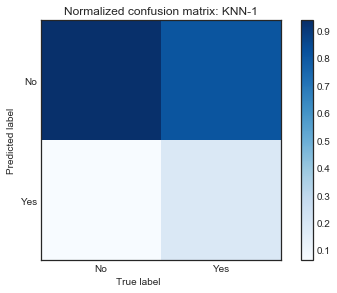 Normalized confusion matrix: KNN-1
Predicted label
No
Yes
No Yes
True label
0.9
0.8
0.7
0.6
0.5
0.4
0.3
0.2
0.1